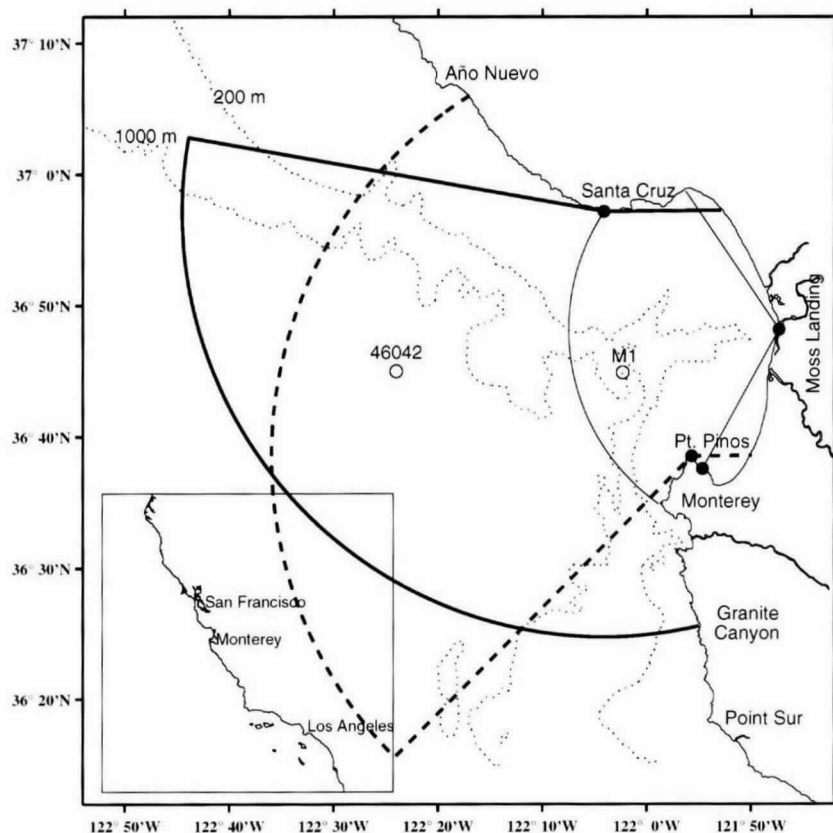 37° 10'N
Año Nuevo
200 m
1000 m
37° 0'N
Santa Cruz
36° 50'N
Moss Landing
46042
M1
36° 40'N
Pt. Pinos
Monterey
36° 30'N
San Francisco
Granite
Canyon
Monterey
36° 20'N
Los Angeles
Point Sur
122° 50'W
122° 40'W
122° 30'W
122° 20'W
122° 10'W
122° 0'W
121° 50'W